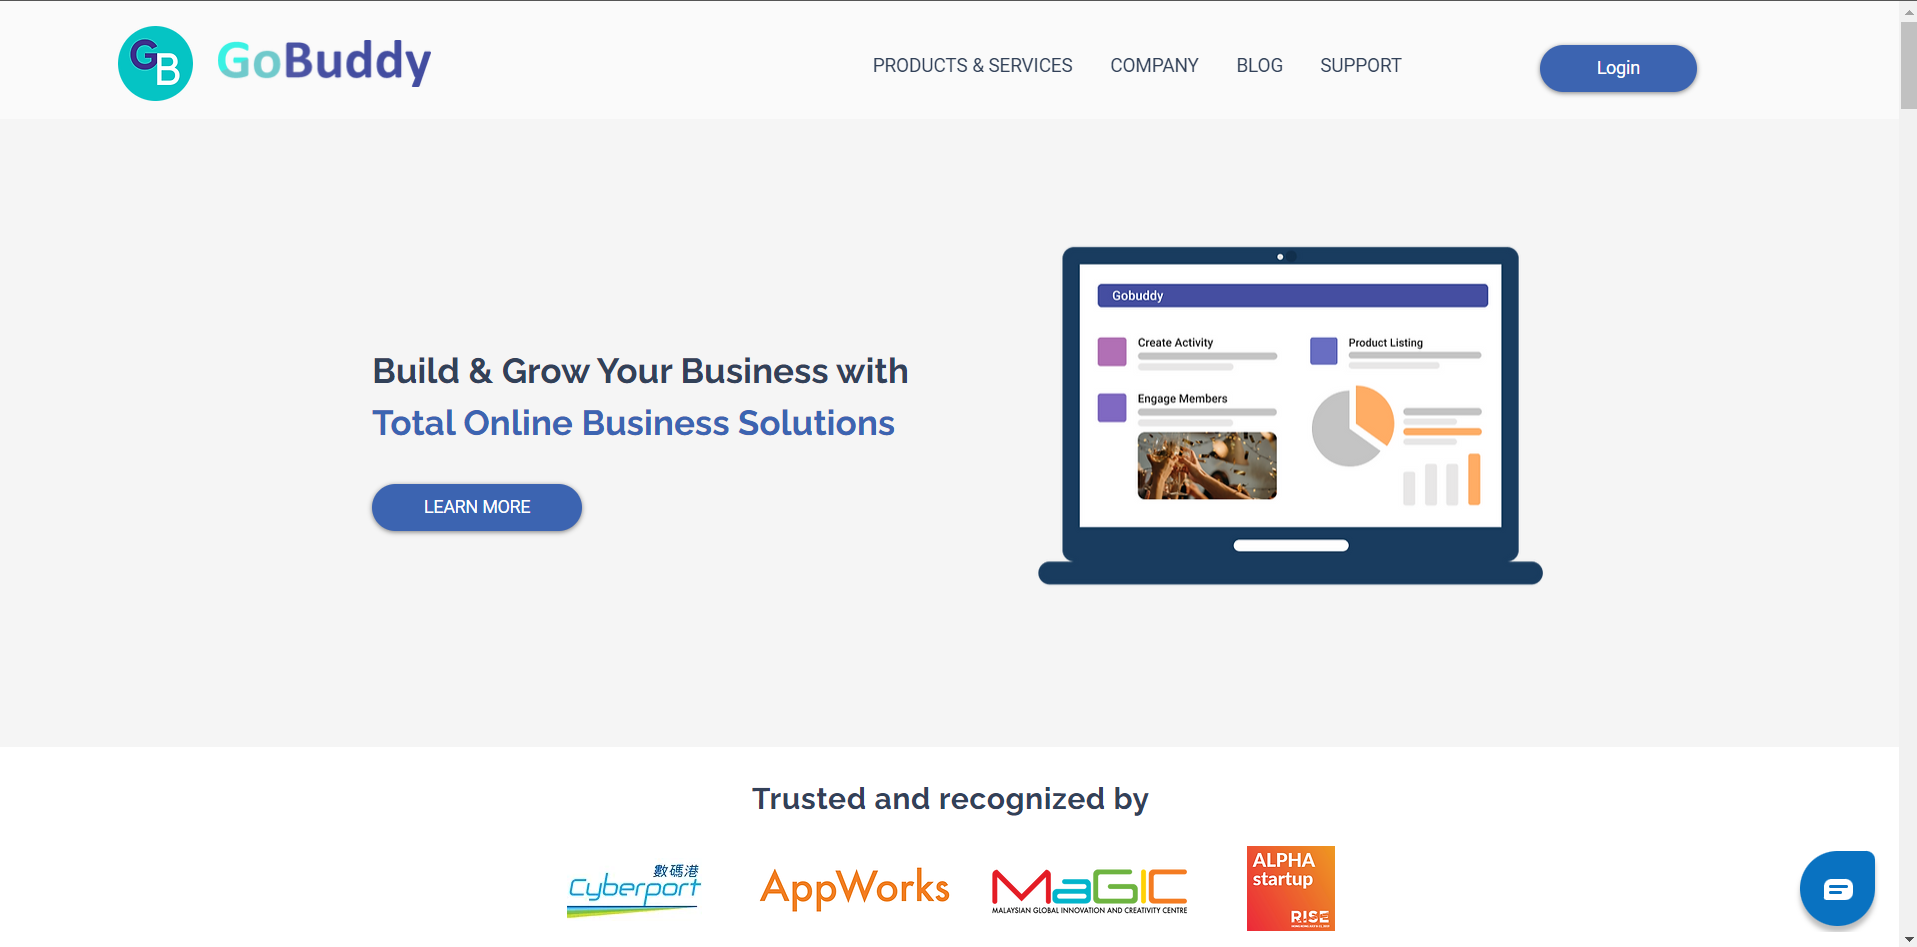 GB GoBuddy
PRODUCTS & SERVICES COMPANY BLOG SUPPORT Login
Build & Grow Your Business with
Total Online Business Solutions
LEARN MORE
Gobuddy
Create Activity
Product Listing
Engage Members
Trusted and recognized by
數碼港
Cyberport
AppWorks
MaGIC
MALAYSIAN GLOBAL INNOVATION AND CREATIVITY CENTRE
ALPHA
startup
RISE